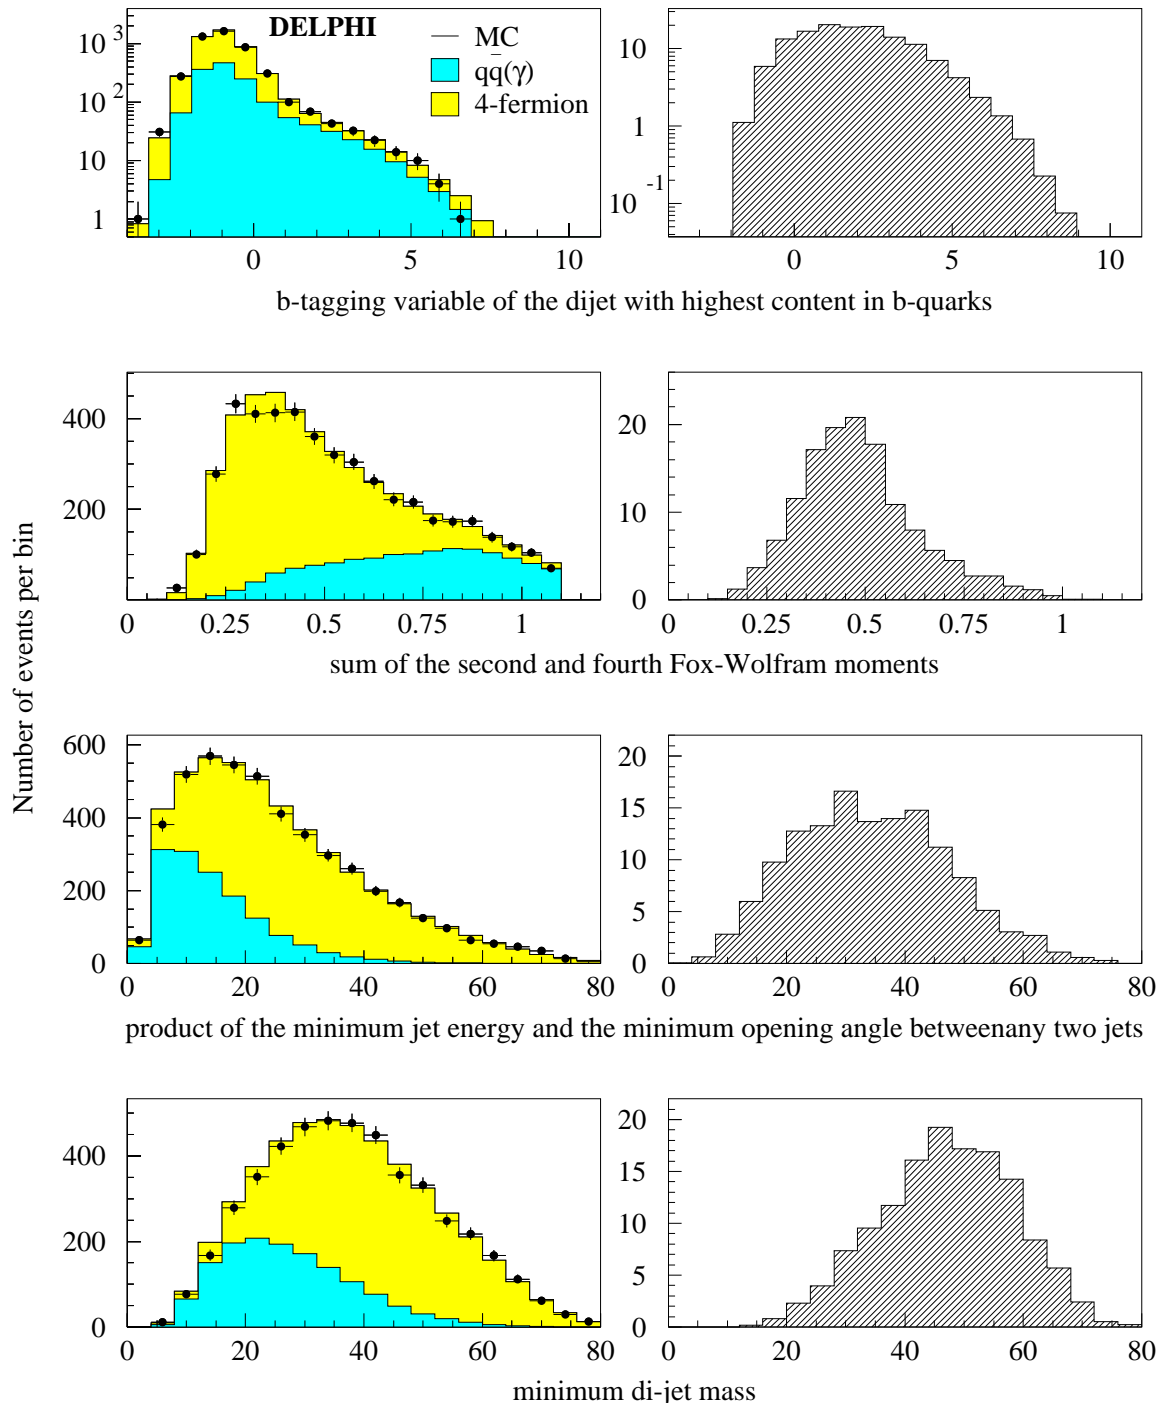 DELPHI
MC
qq̄(γ)
4-fermion
10³
10²
10
1
0 5 10
10
1
10⁻¹
0 5 10
b-tagging variable of the dijet with highest content in b-quarks
400
200
0
0 0.25 0.5 0.75 1
20
10
0
0 0.25 0.5 0.75 1
sum of the second and fourth Fox-Wolfram moments
Number of events per bin
600
400
200
0
0 20 40 60 80
20
15
10
5
0
0 20 40 60 80
product of the minimum jet energy and the minimum opening angle betweenany two jets
400
200
0
0 20 40 60 80
20
15
10
5
0
0 20 40 60 80
minimum di-jet mass